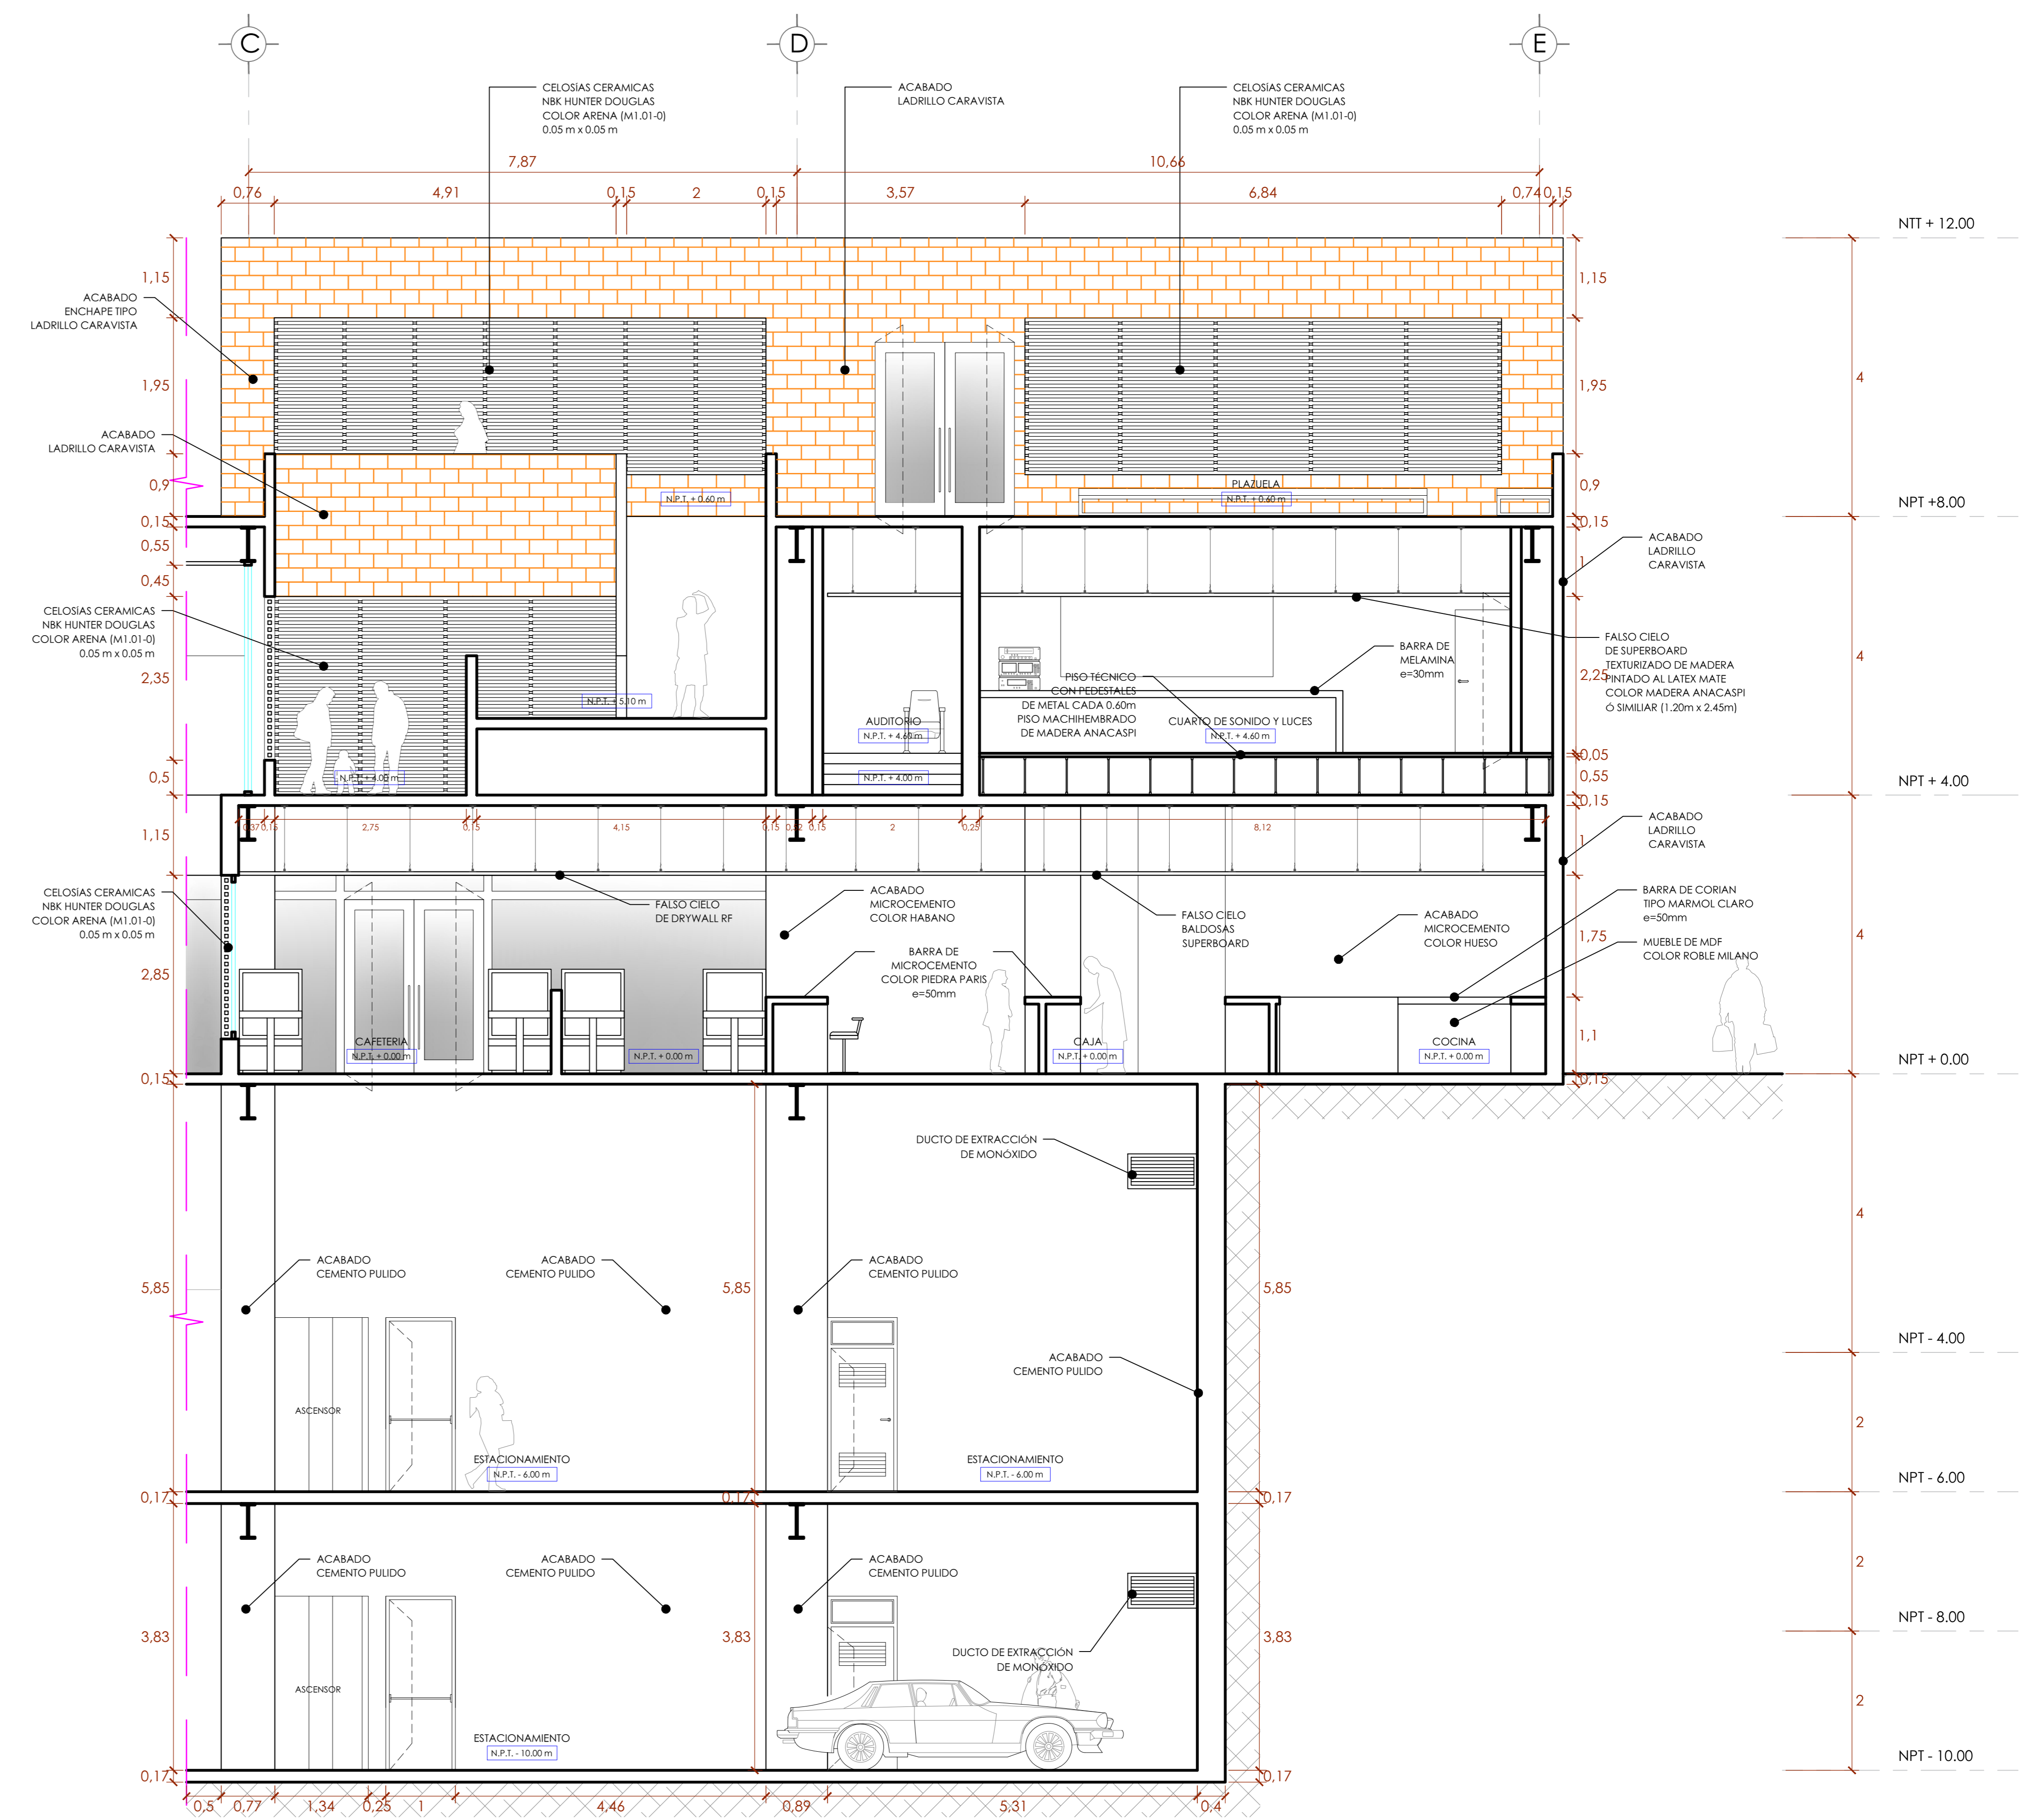 C
D
E
CELOSÍAS CERAMICAS
NBK HUNTER DOUGLAS
COLOR ARENA (M1.01-0)
0.05 m x 0.05 m
ACABADO
LADRILLO CARAVISTA
CELOSÍAS CERAMICAS
NBK HUNTER DOUGLAS
COLOR ARENA (M1.01-0)
0.05 m x 0.05 m
7,87
10,66
0,76
4,91
0,15
2
0,15
3,57
6,84
0,74
0,15
NTT + 12.00
1,15
1,15
ACABADO
ENCHAPE TIPO
LADRILLO CARAVISTA
1,95
1,95
4
ACABADO
LADRILLO CARAVISTA
0,9
0,9
PLAZUELA
N.P.T. + 0.60 m
N.P.T. + 0.60 m
NPT +8.00
0,15
0,15
0,55
1
ACABADO
LADRILLO
CARAVISTA
0,45
CELOSÍAS CERAMICAS
NBK HUNTER DOUGLAS
COLOR ARENA (M1.01-0)
0.05 m x 0.05 m
FALSO CIELO
DE SUPERBOARD
TEXTURIZADO DE MADERA
PINTADO AL LATEX MATE
COLOR MADERA ANACASPI
Ó SIMILIAR (1.20m x 2.45m)
BARRA DE
MELAMINA
e=30mm
4
2,35
2,25
PISO TÉCNICO
CON PEDESTALES
DE METAL CADA 0.60m
PISO MACHIHEMBRADO
DE MADERA ANACASPI
N.P.T. + 5.10 m
AUDITORIO
N.P.T. + 4.60 m
CUARTO DE SONIDO Y LUCES
N.P.T. + 4.60 m
0,05
0,5
N.P.T. + 4.00 m
N.P.T. + 4.00 m
0,55
NPT + 4.00
0,15
0,37
0,15
2,75
0,15
4,15
0,15
0,52
0,15
2
0,25
8,12
1,15
1
ACABADO
LADRILLO
CARAVISTA
CELOSÍAS CERAMICAS
NBK HUNTER DOUGLAS
COLOR ARENA (M1.01-0)
0.05 m x 0.05 m
FALSO CIELO
DE DRYWALL RF
ACABADO
MICROCEMENTO
COLOR HABANO
FALSO CIELO
BALDOSAS
SUPERBOARD
ACABADO
MICROCEMENTO
COLOR HUESO
BARRA DE CORIAN
TIPO MARMOL CLARO
e=50mm
MUEBLE DE MDF
COLOR ROBLE MILANO
4
1,75
BARRA DE
MICROCEMENTO
COLOR PIEDRA PARIS
e=50mm
2,85
1,1
CAFETERIA
N.P.T. + 0.00 m
N.P.T. + 0.00 m
CAJA
N.P.T. + 0.00 m
COCINA
N.P.T. + 0.00 m
NPT + 0.00
0,15
0,15
DUCTO DE EXTRACCIÓN
DE MONÓXIDO
4
ACABADO
CEMENTO PULIDO
ACABADO
CEMENTO PULIDO
ACABADO
CEMENTO PULIDO
5,85
5,85
5,85
NPT - 4.00
ACABADO
CEMENTO PULIDO
ASCENSOR
2
ESTACIONAMIENTO
N.P.T. - 6.00 m
ESTACIONAMIENTO
N.P.T. - 6.00 m
NPT - 6.00
0,17
0,17
0,17
ACABADO
CEMENTO PULIDO
ACABADO
CEMENTO PULIDO
ACABADO
CEMENTO PULIDO
2
NPT - 8.00
3,83
3,83
3,83
DUCTO DE EXTRACCIÓN
DE MONÓXIDO
ASCENSOR
2
ESTACIONAMIENTO
N.P.T. - 10.00 m
NPT - 10.00
0,17
0,17
0,5
0,77
1,34
0,25
1
4,46
0,89
5,31
0,4